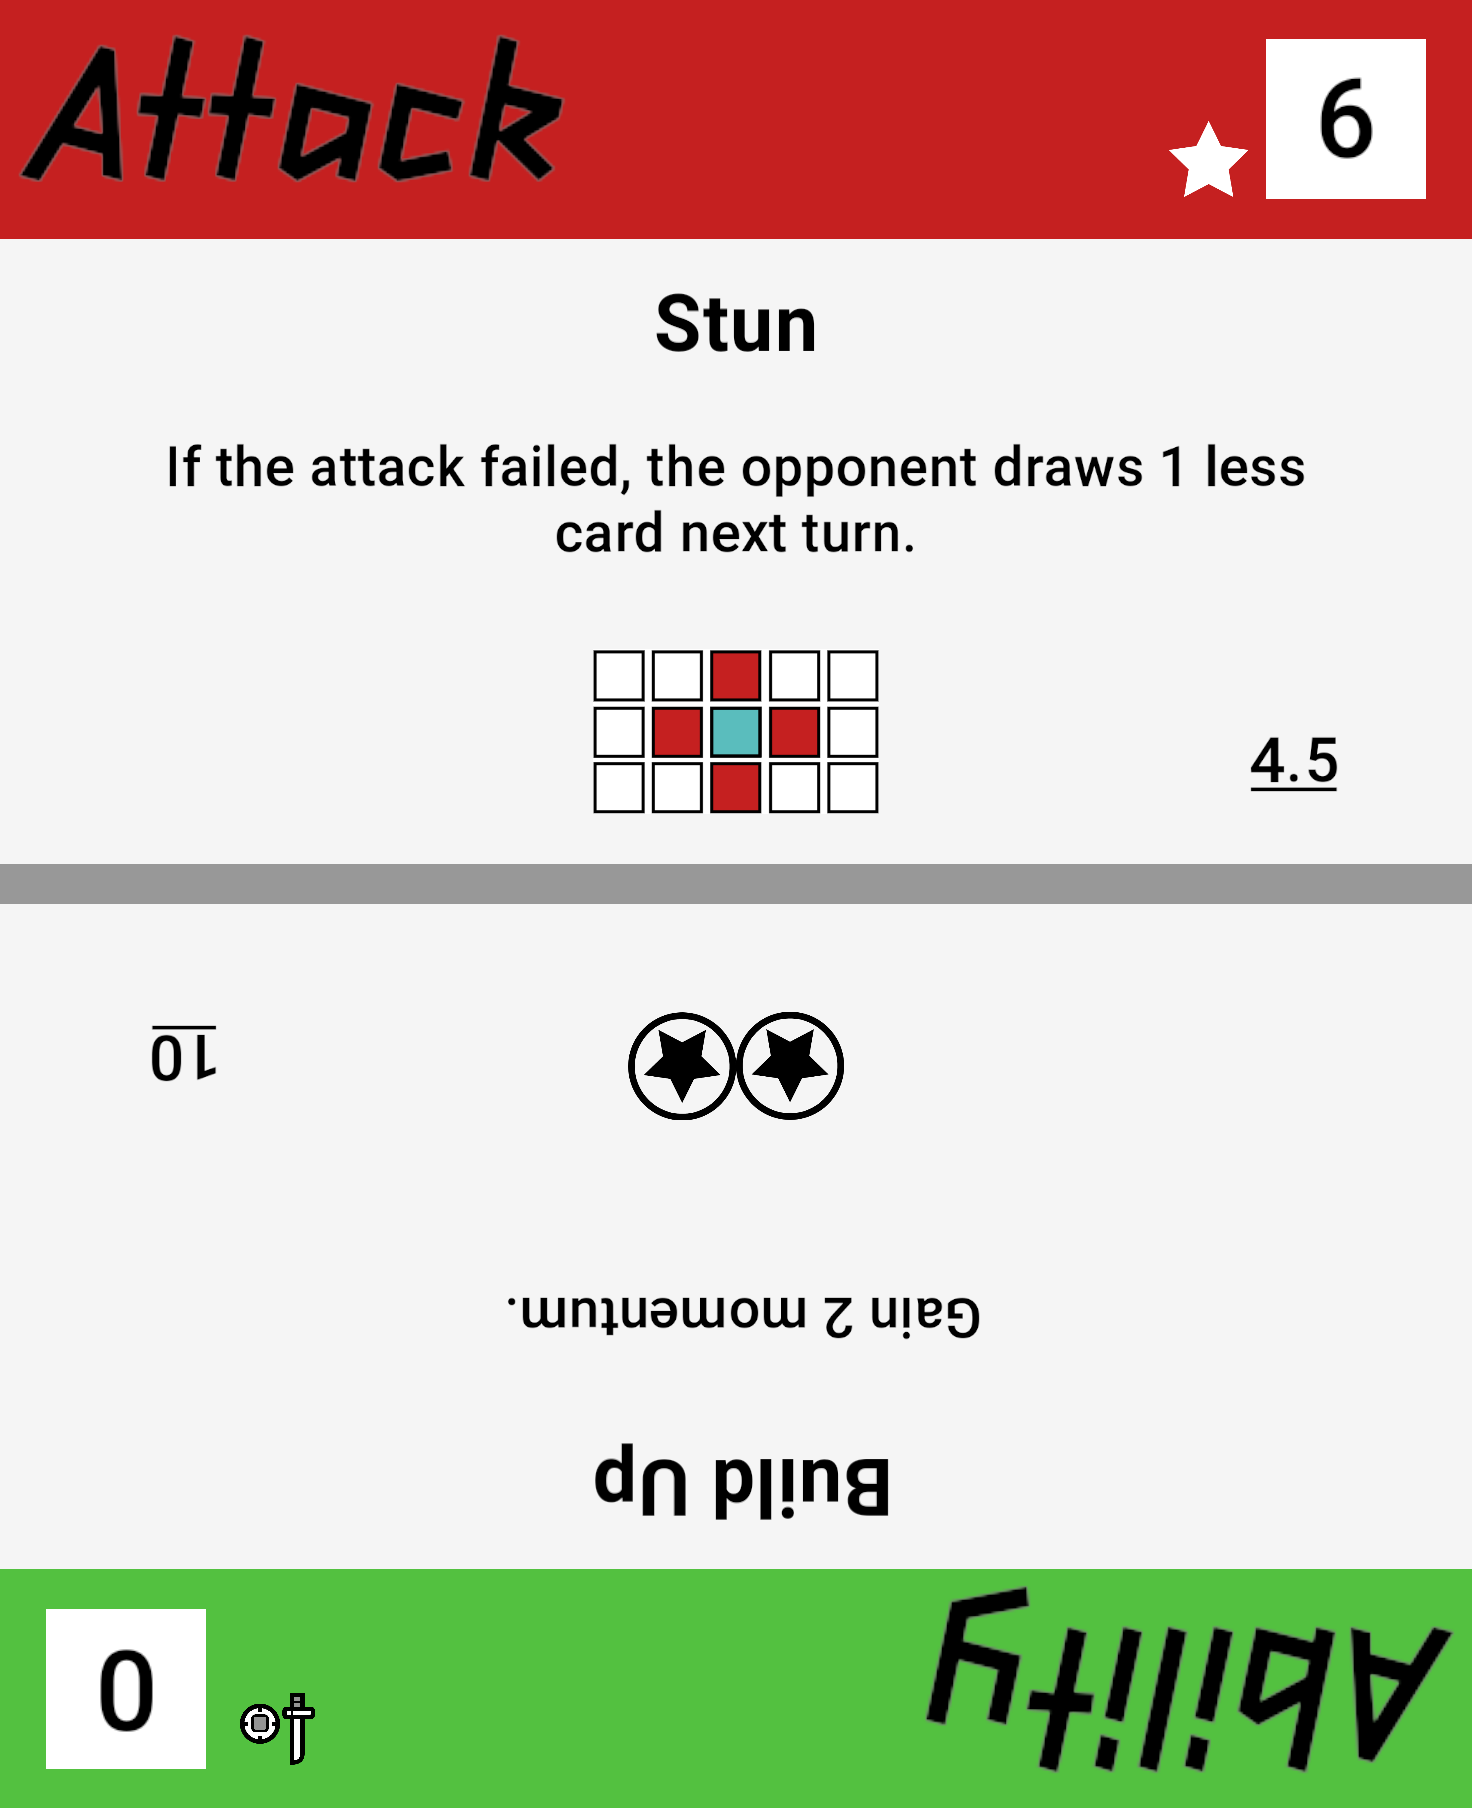 Attack
6
Stun
If the attack failed, the opponent draws 1 less
card next turn.
4.5
Ability
0
Build Up
Gain 2 momentum.
10